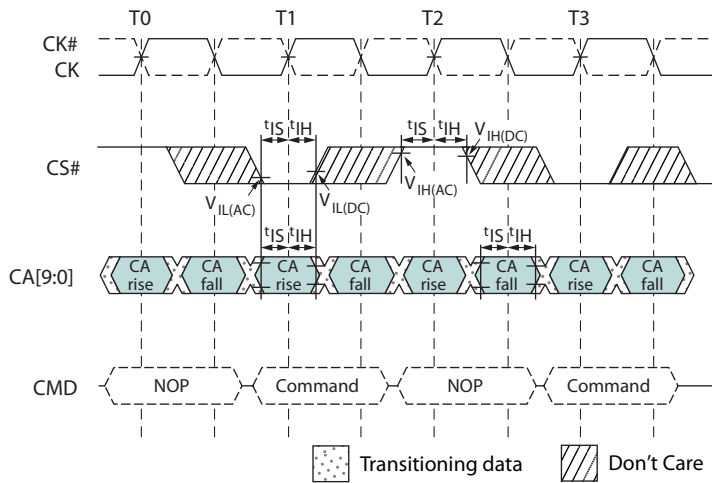 T0 T1 T2 T3
CK#
CK
tIS tIH tIS tIH
VIH(DC)
CS#
VIL(AC) VIL(DC) VIH(AC)
tIS tIH tIS tIH
CA[9:0]
CA rise CA fall CA rise CA fall CA rise CA fall CA rise CA fall
CMD NOP Command NOP Command
Transitioning data Don't Care